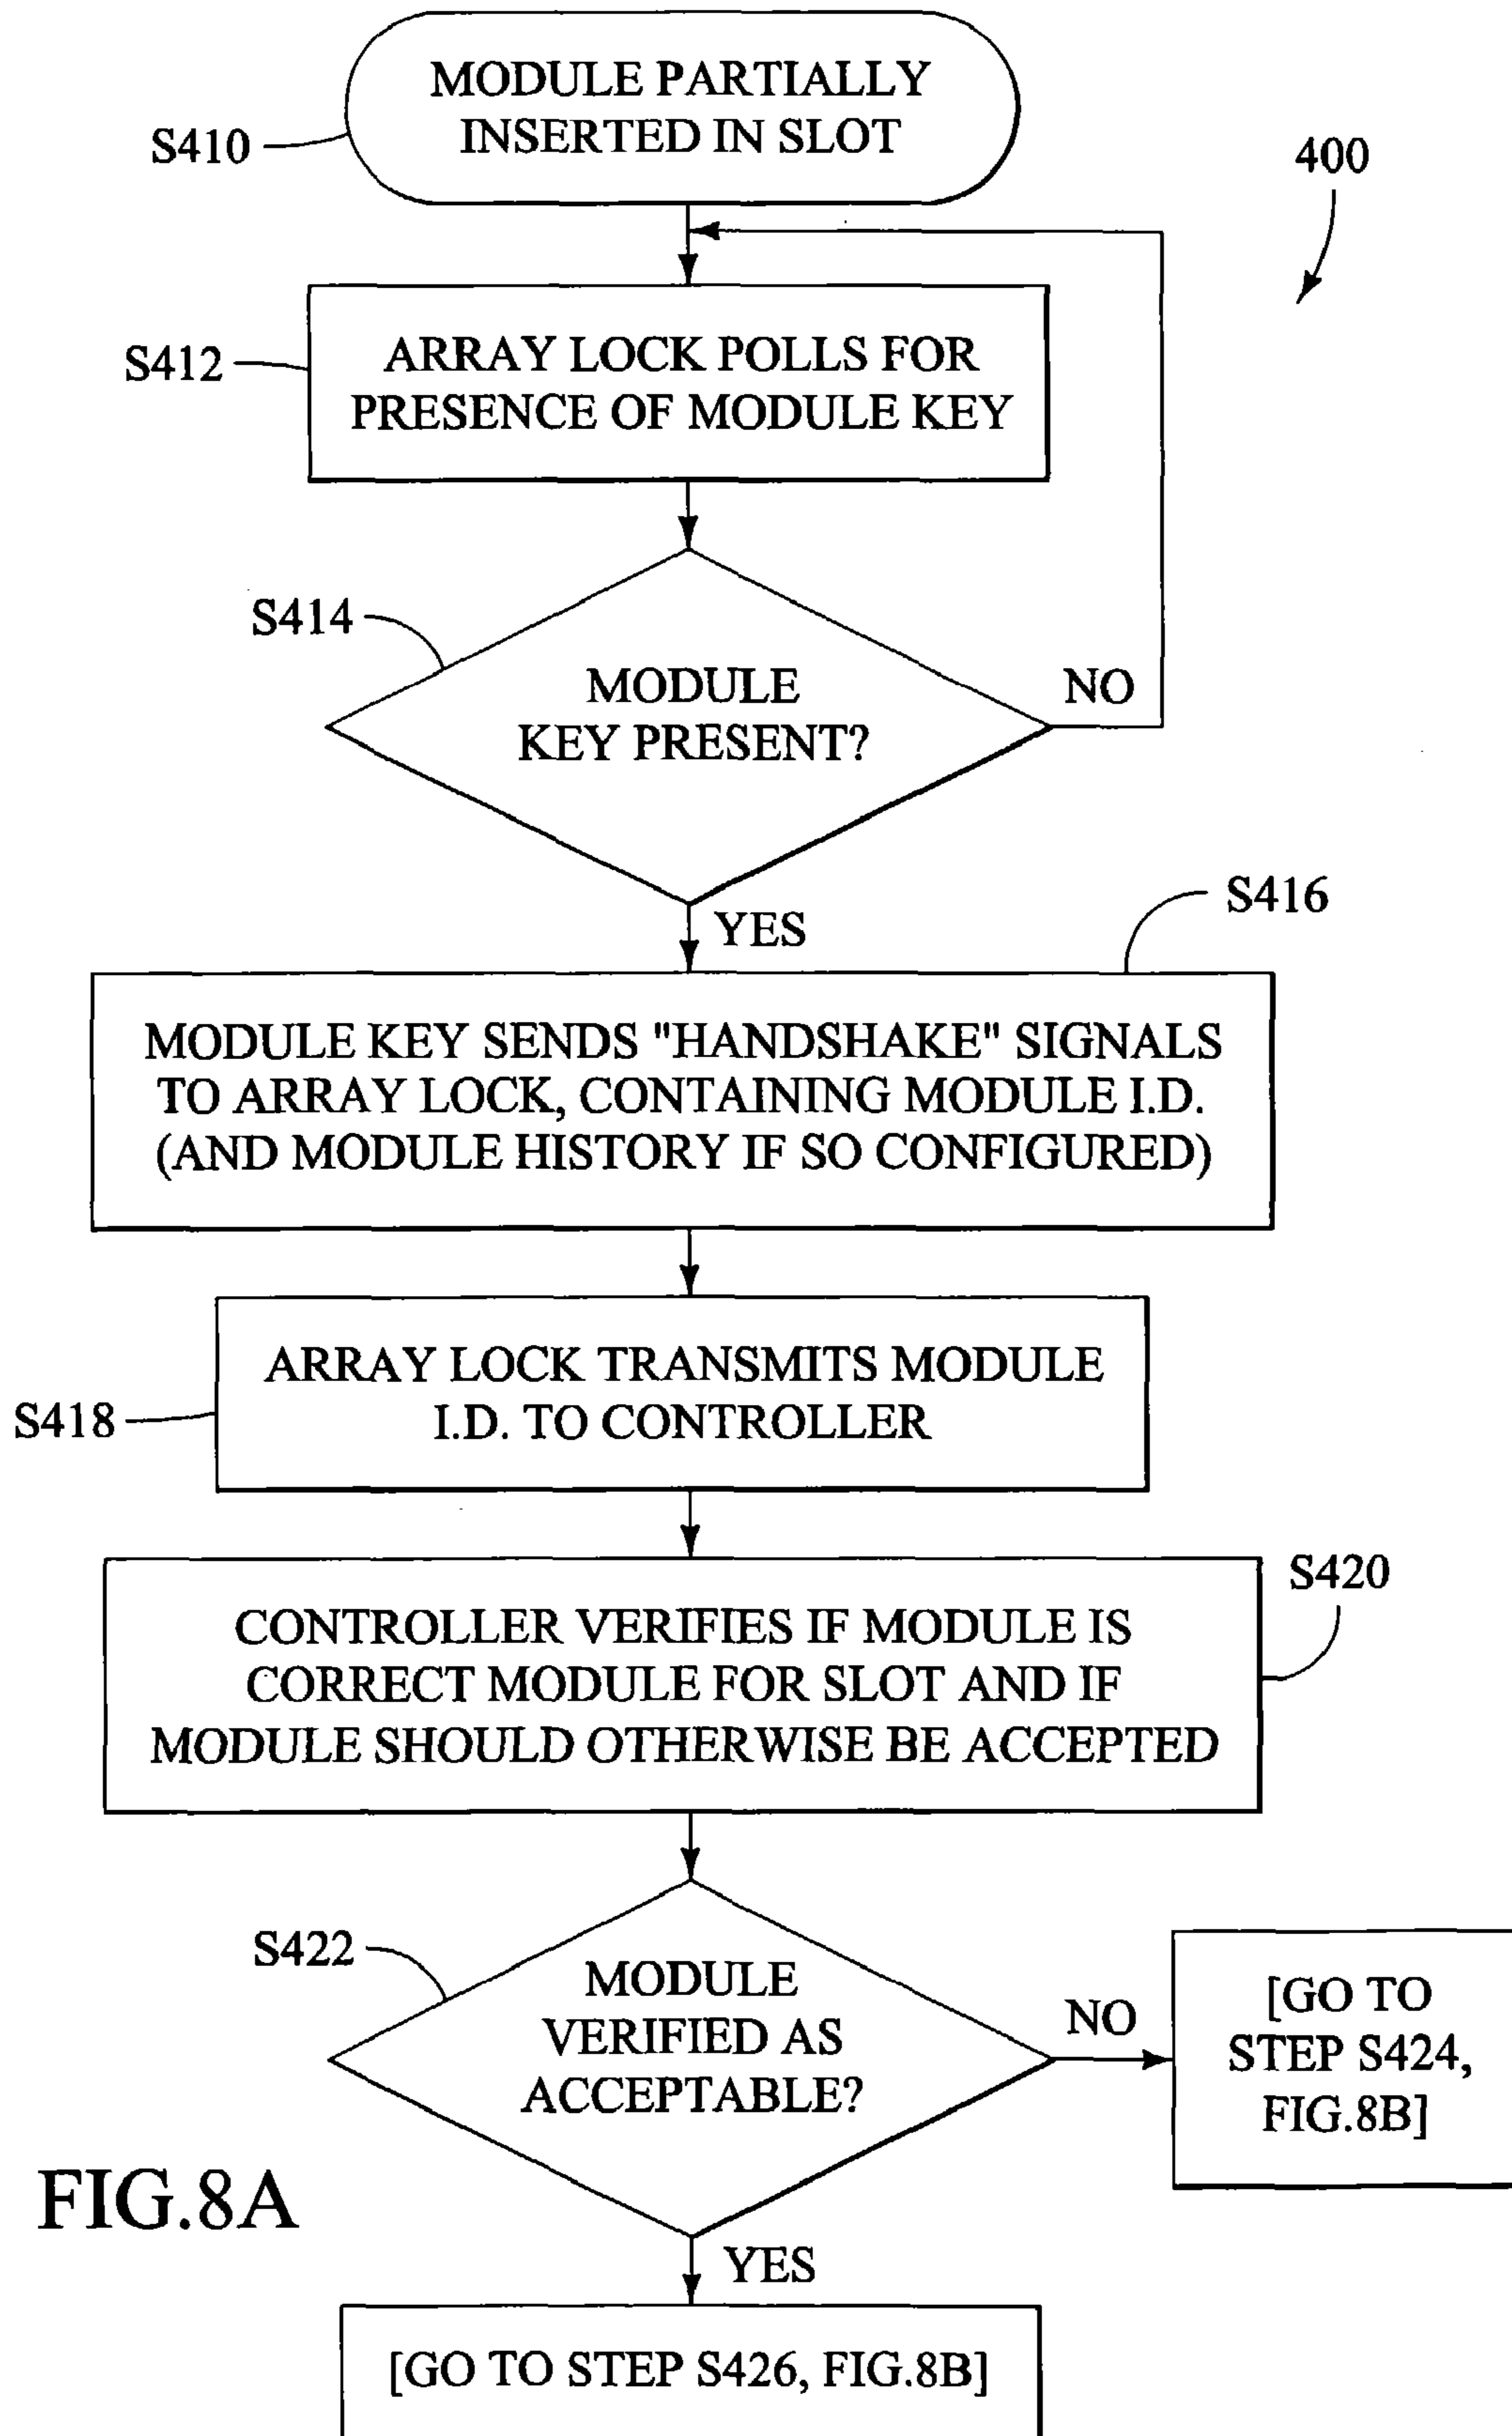 MODULE PARTIALLY
INSERTED IN SLOT
S410
400
ARRAY LOCK POLLS FOR
PRESENCE OF MODULE KEY
S412
S414
MODULE
KEY PRESENT?
NO
YES
S416
MODULE KEY SENDS "HANDSHAKE" SIGNALS
TO ARRAY LOCK, CONTAINING MODULE I.D.
(AND MODULE HISTORY IF SO CONFIGURED)
ARRAY LOCK TRANSMITS MODULE
I.D. TO CONTROLLER
S418
S420
CONTROLLER VERIFIES IF MODULE IS
CORRECT MODULE FOR SLOT AND IF
MODULE SHOULD OTHERWISE BE ACCEPTED
S422
MODULE
VERIFIED AS
ACCEPTABLE?
NO
[GO TO
STEP S424,
FIG.8B]
FIG.8A
YES
[GO TO STEP S426, FIG.8B]